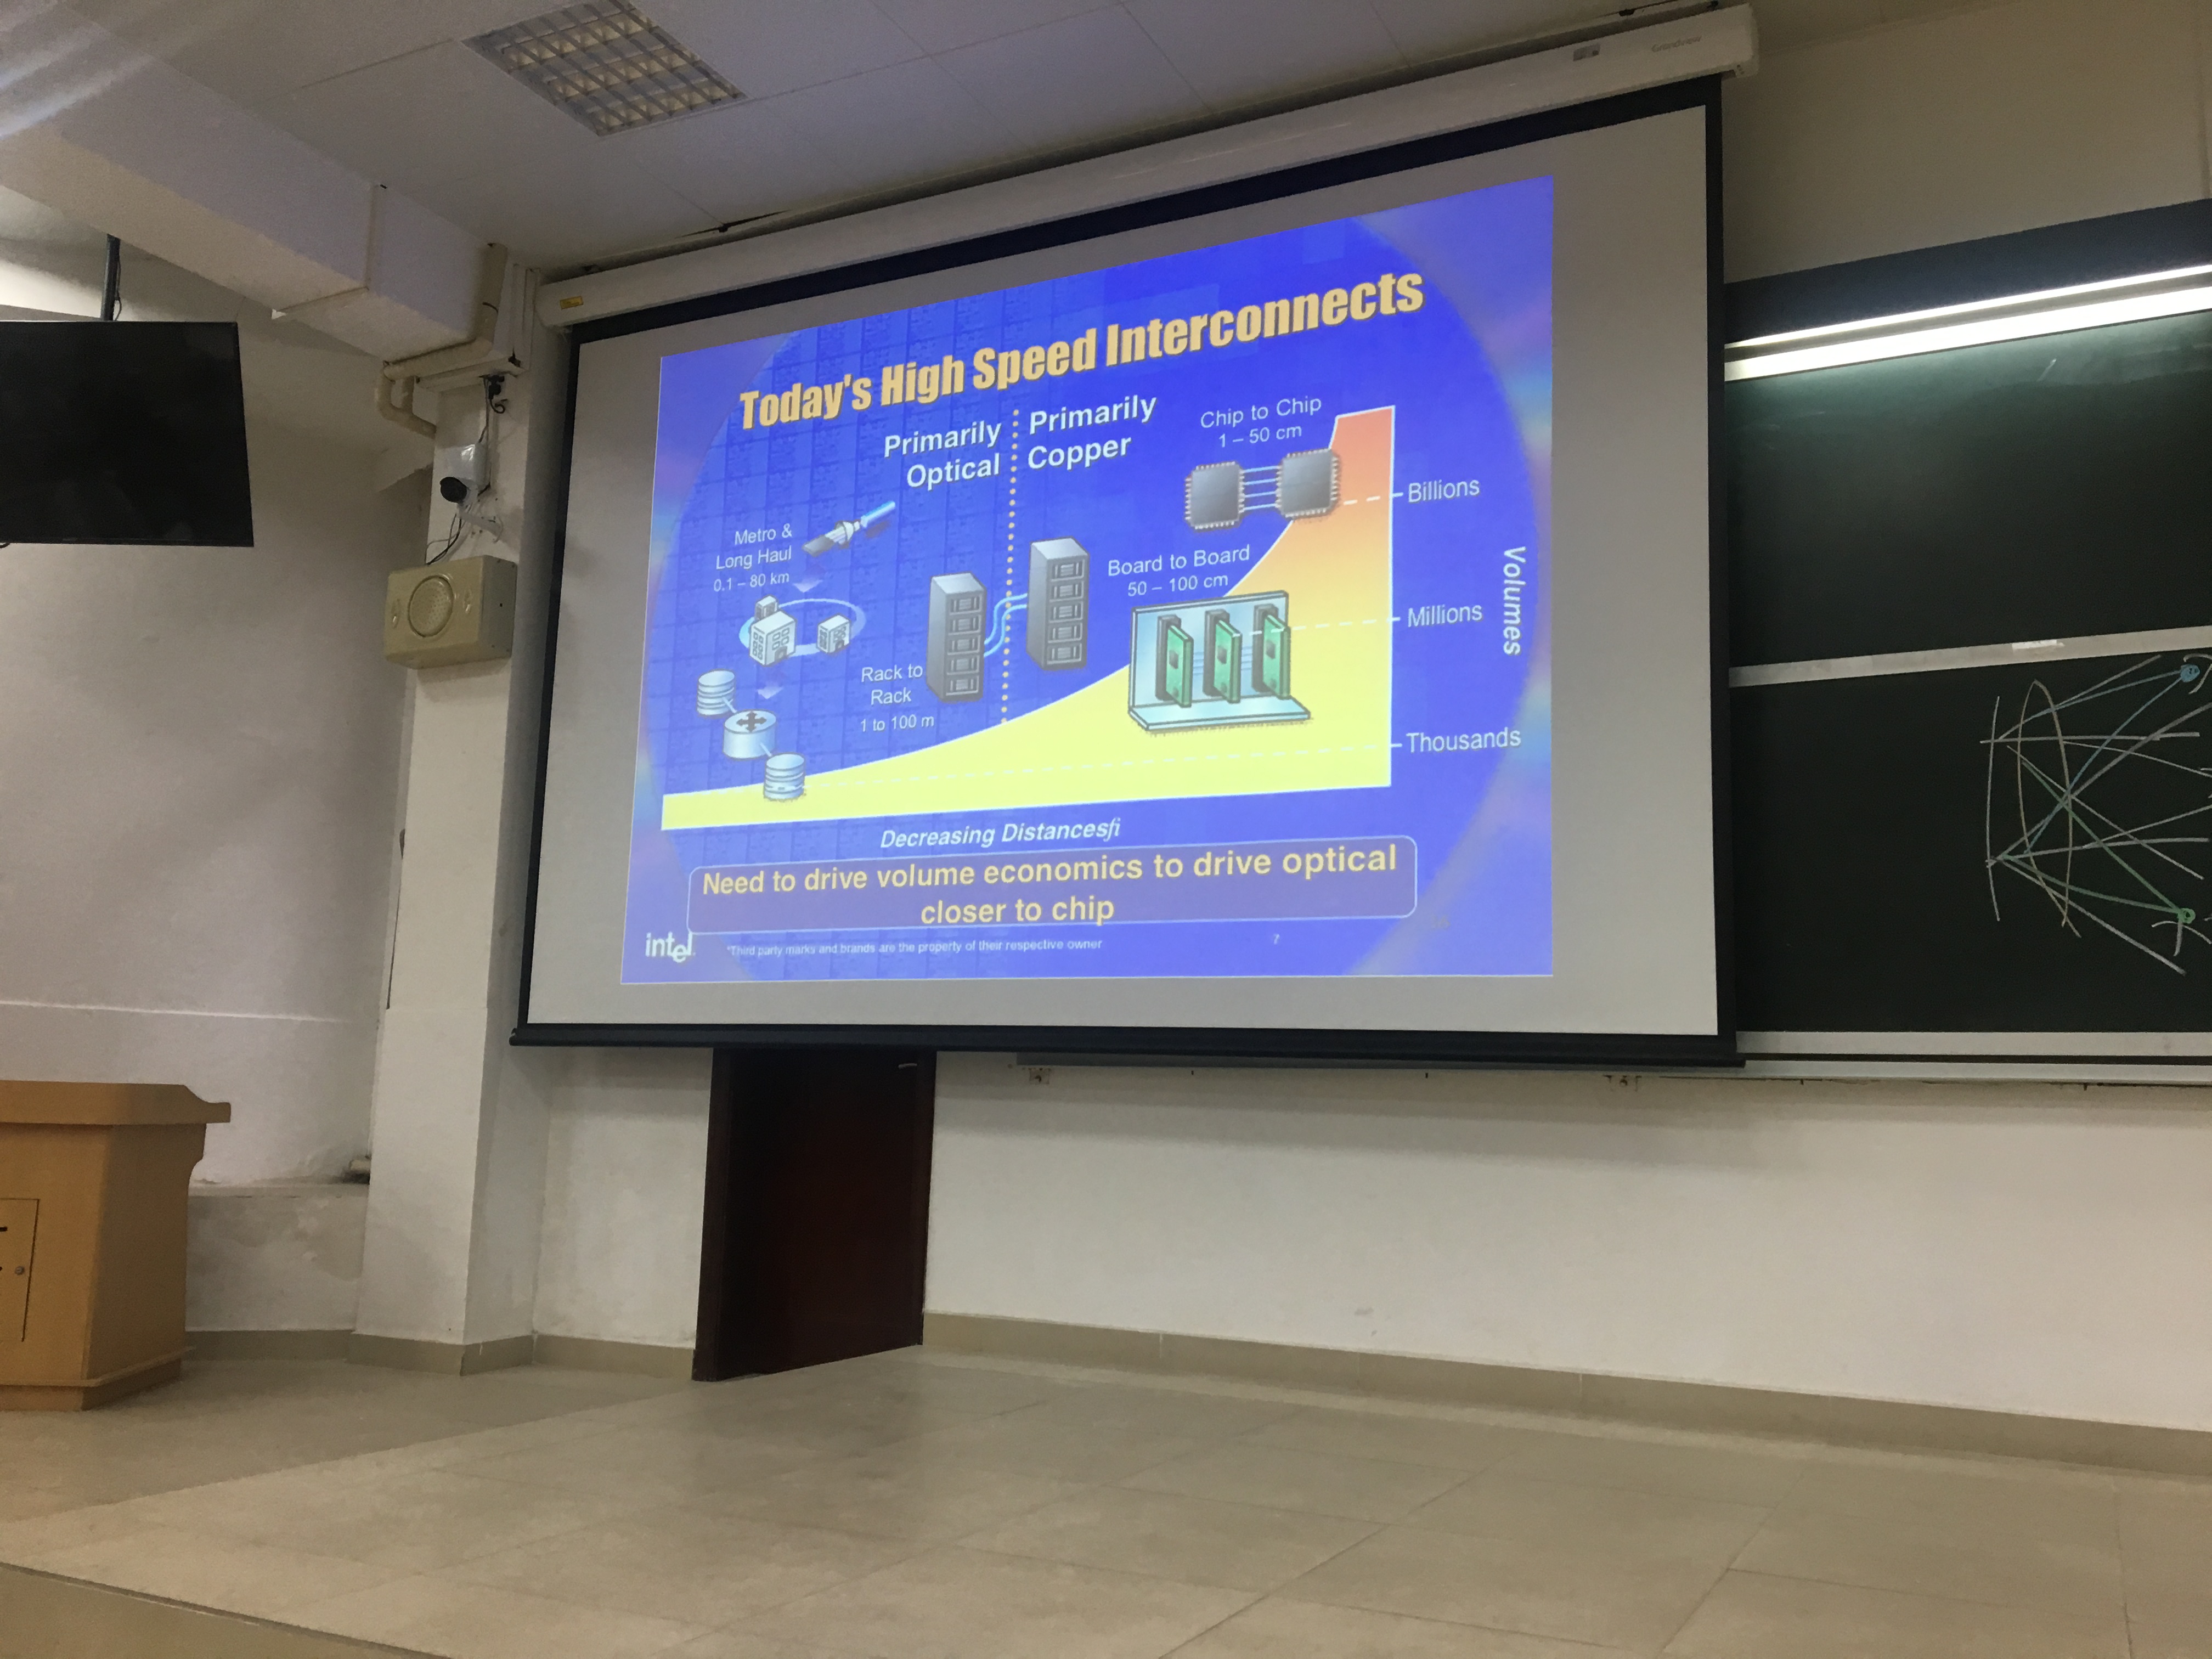 Grandview
Today's High Speed Interconnects
Primarily
Optical
Primarily
Copper
Chip to Chip
1 – 50 cm
Billions
Metro &
Long Haul
0.1 – 80 km
Board to Board
50 – 100 cm
Millions
Volumes
Rack to
Rack
1 to 100 m
Thousands
Decreasing Distancesfi
Need to drive volume economics to drive optical
closer to chip
intel
*Third party marks and brands are the property of their respective owner
7